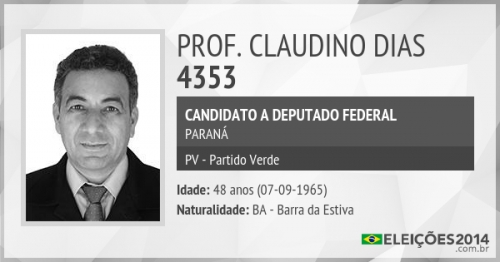 PROF. CLAUDINO DIAS
4353
CANDIDATO A DEPUTADO FEDERAL
PARANÁ
PV - Partido Verde
Idade: 48 anos (07-09-1965)
Naturalidade: BA - Barra da Estiva
ELEIÇÕES2014
.com.br